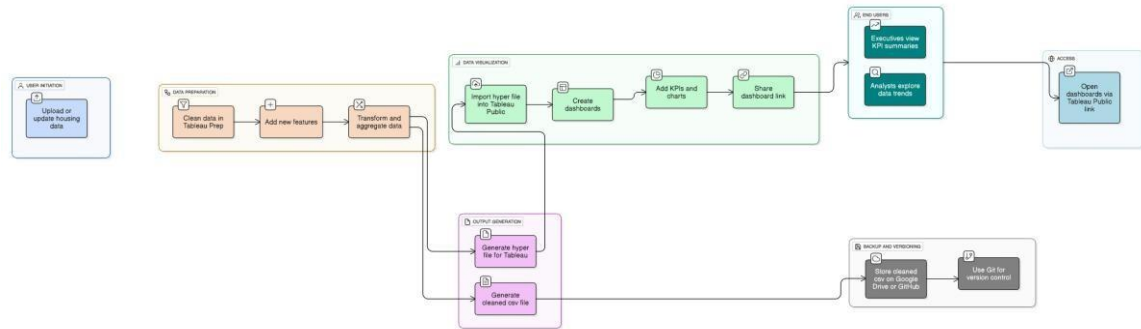 USER INITIATION
Upload or
update housing
data
DATA PREPARATION
Clean data in
Tableau Prep
Add new features
Transform and
aggregate data
DATA VISUALIZATION
Import hyper file
into Tableau
Public
Create
dashboards
Add KPIs and
charts
Share
dashboard link
END USERS
Executives view
KPI summaries
Analysts explore
data trends
ACCESS
Open
dashboards via
Tableau Public
link
OUTPUT GENERATION
Generate hyper
file for Tableau
Generate
cleaned csv file
BACKUP AND VERSIONING
Store cleaned
csv on Google
Drive or GitHub
Use Git for
version control